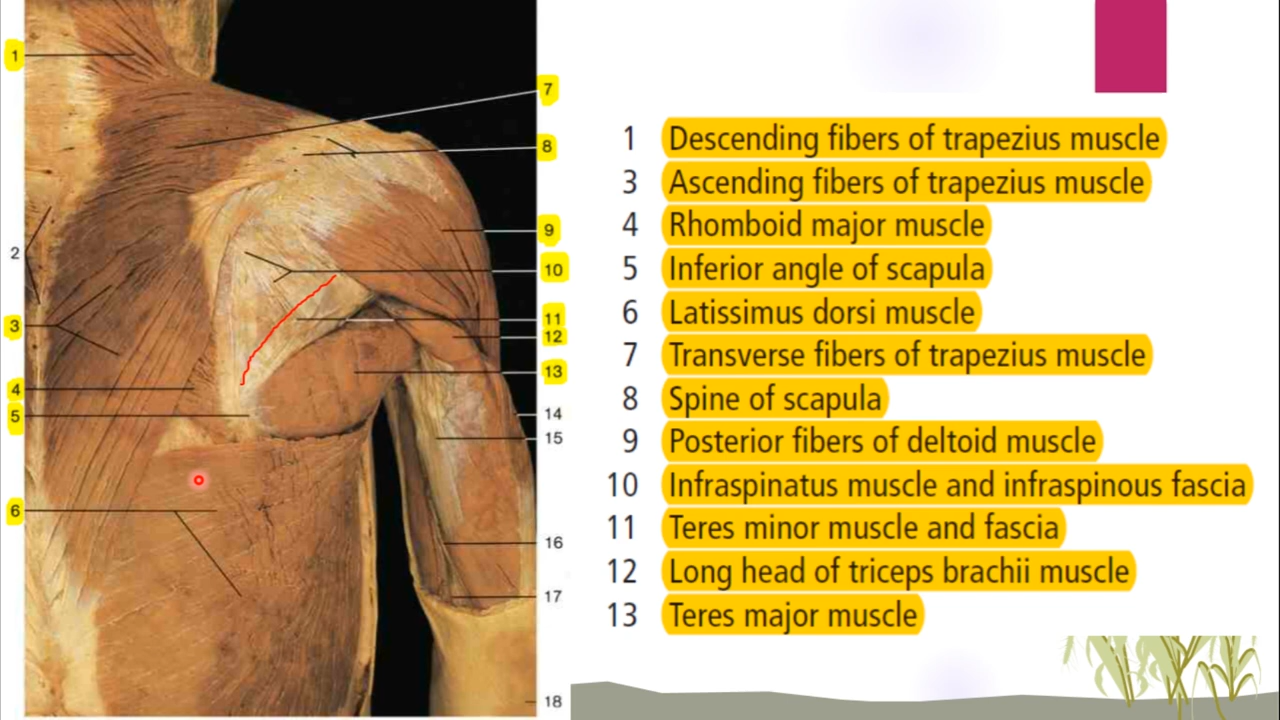 1
2
3
4
5
6
7
8
9
10
11
12
13
14
15
16
17
18
1 Descending fibers of trapezius muscle
3 Ascending fibers of trapezius muscle
4 Rhomboid major muscle
5 Inferior angle of scapula
6 Latissimus dorsi muscle
7 Transverse fibers of trapezius muscle
8 Spine of scapula
9 Posterior fibers of deltoid muscle
10 Infraspinatus muscle and infraspinous fascia
11 Teres minor muscle and fascia
12 Long head of triceps brachii muscle
13 Teres major muscle